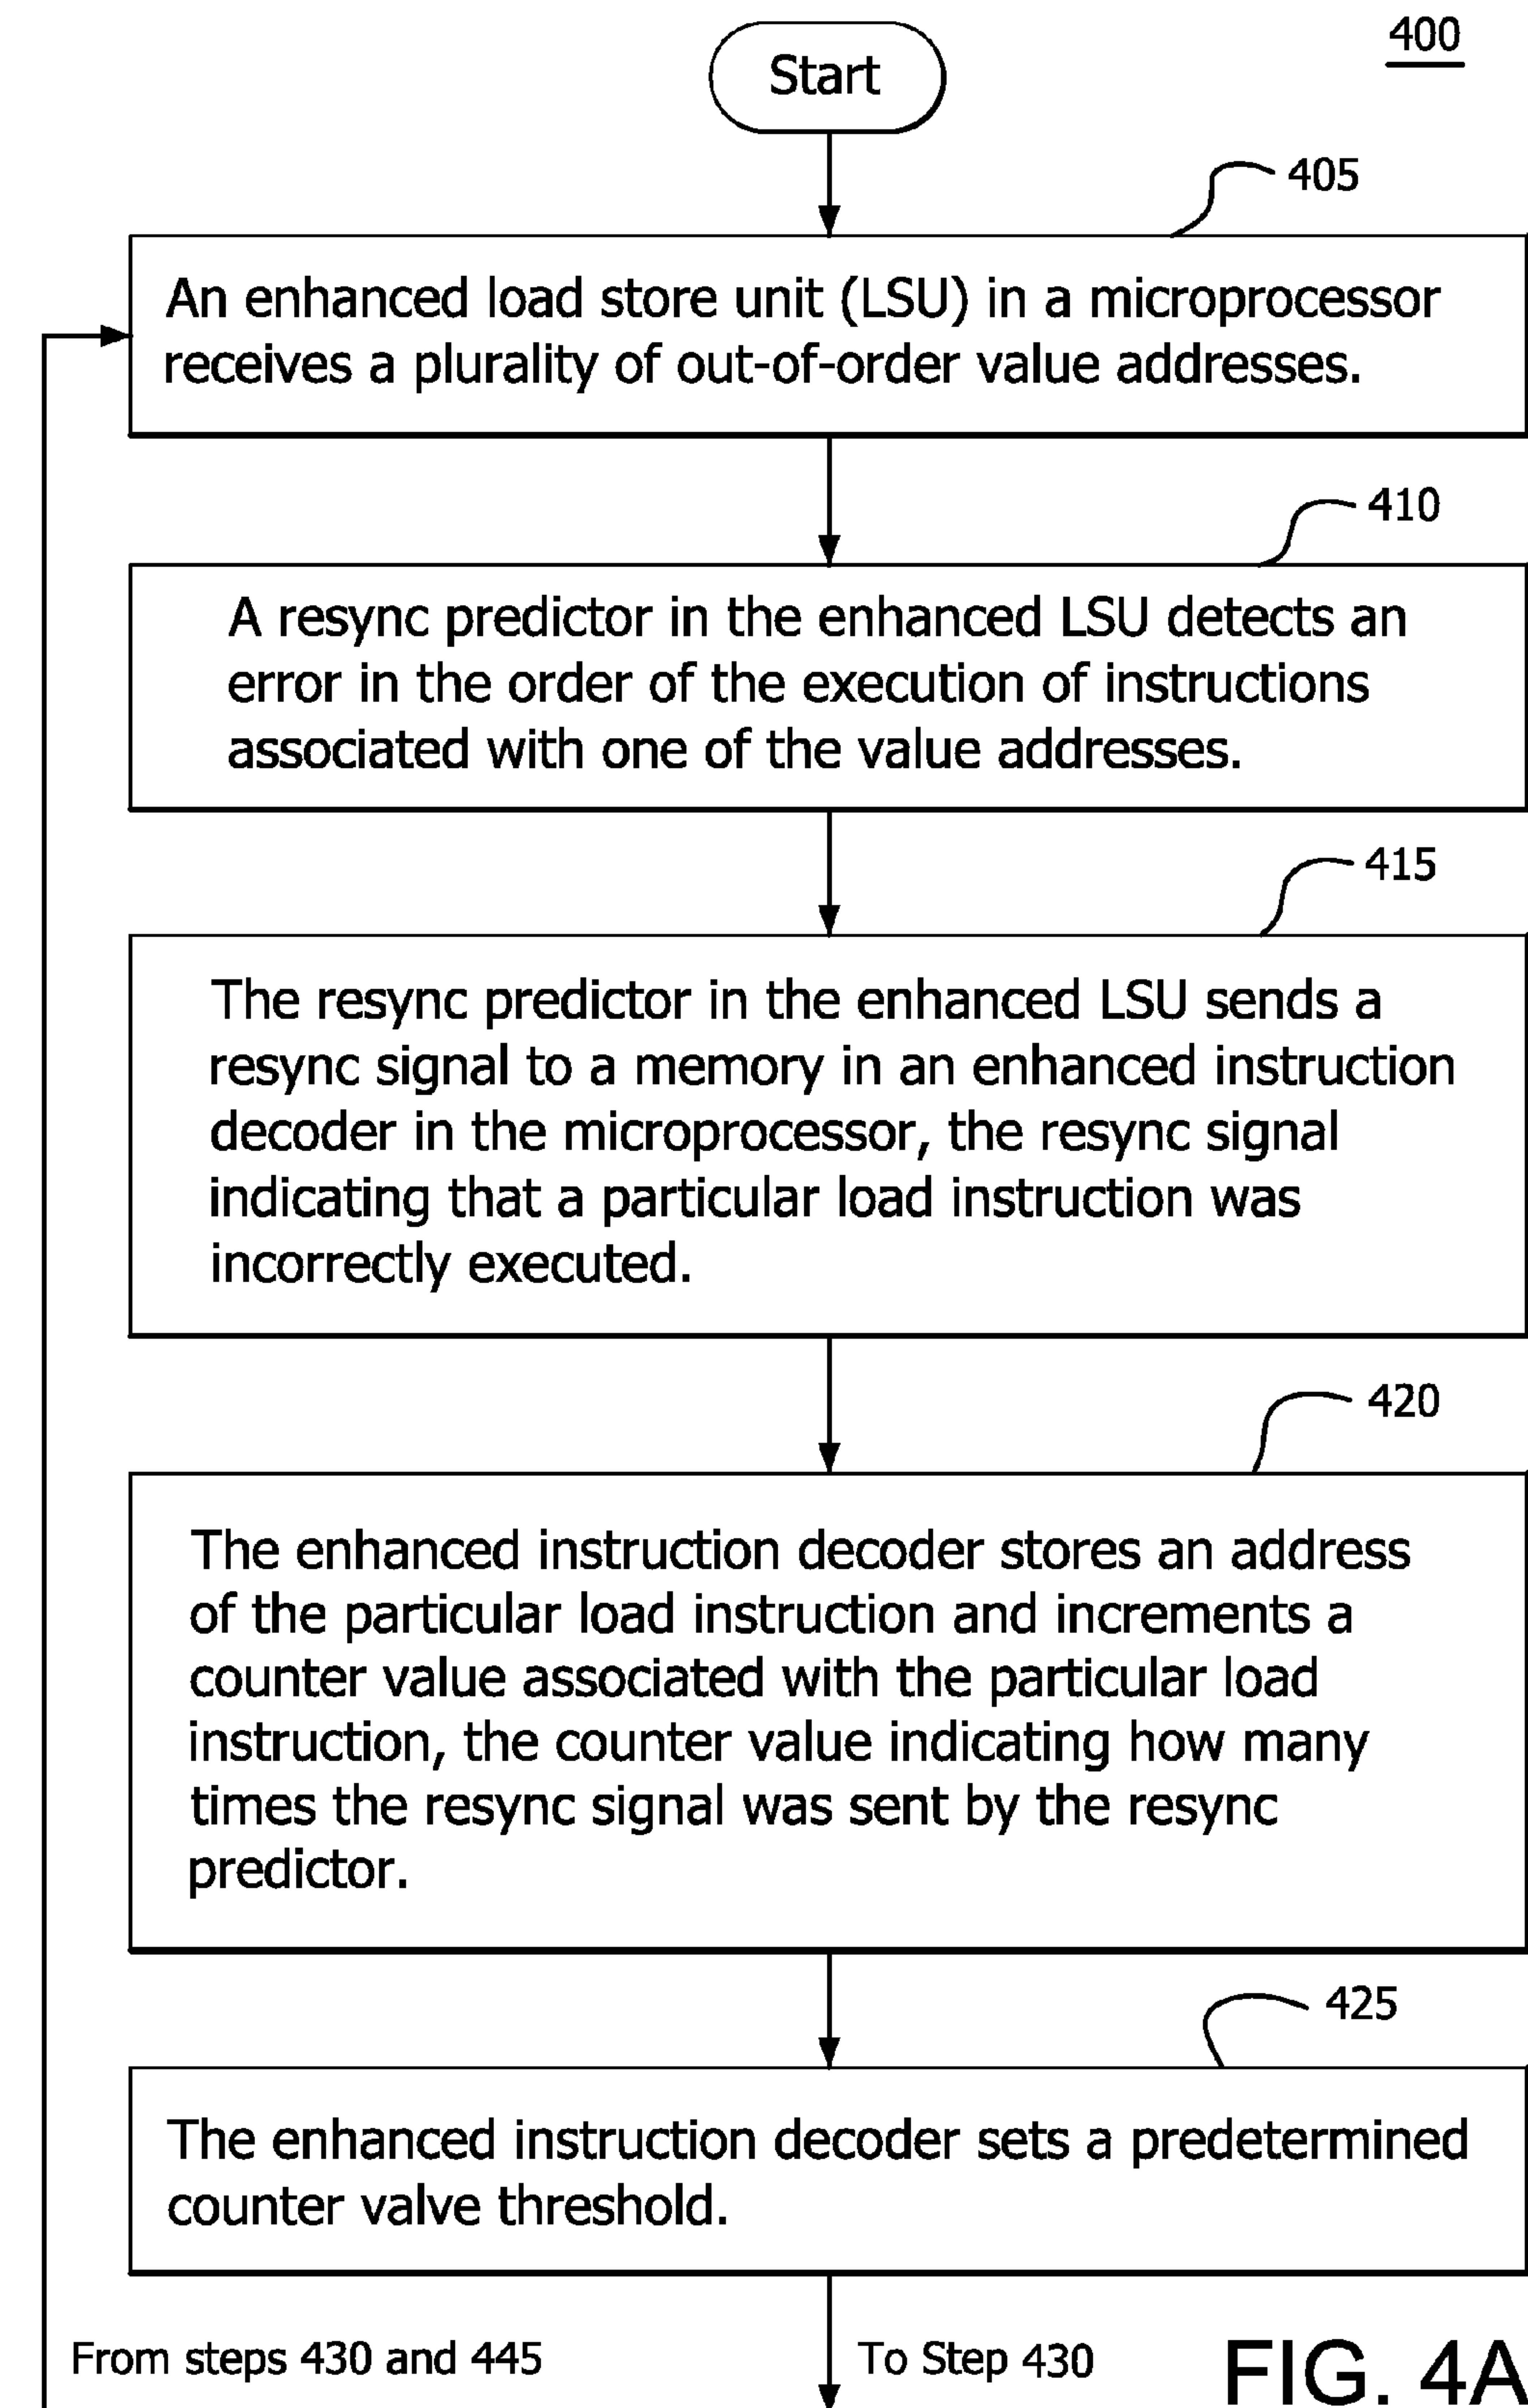 400
Start
405
An enhanced load store unit (LSU) in a microprocessor
receives a plurality of out-of-order value addresses.
410
A resync predictor in the enhanced LSU detects an
error in the order of the execution of instructions
associated with one of the value addresses.
415
The resync predictor in the enhanced LSU sends a
resync signal to a memory in an enhanced instruction
decoder in the microprocessor, the resync signal
indicating that a particular load instruction was
incorrectly executed.
420
The enhanced instruction decoder stores an address
of the particular load instruction and increments a
counter value associated with the particular load
instruction, the counter value indicating how many
times the resync signal was sent by the resync
predictor.
425
The enhanced instruction decoder sets a predetermined
counter valve threshold.
From steps 430 and 445
To Step 430
FIG. 4A